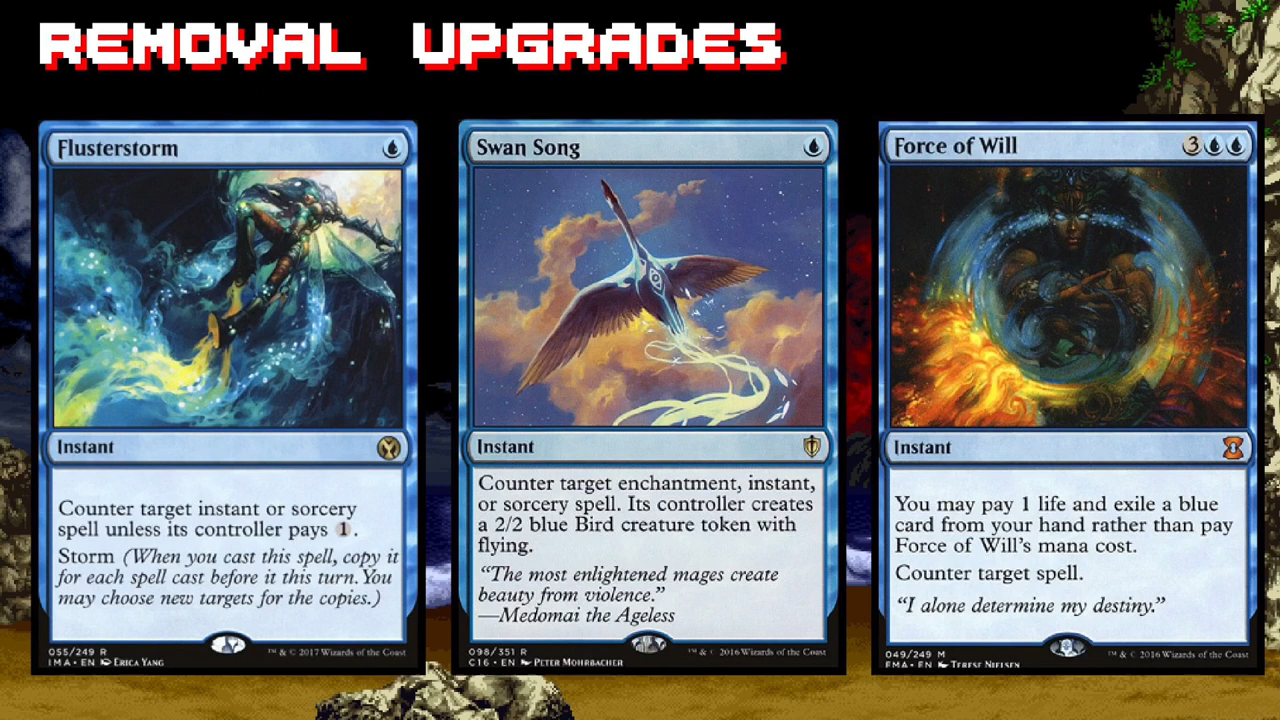 REMOVAL UPGRADES
Flusterstorm
Instant
Counter target instant or sorcery
spell unless its controller pays 1.
Storm (When you cast this spell, copy it
for each spell cast before it this turn. You
may choose new targets for the copies.)
055/249 R
IMA • EN Erica Yang
™ & © 2017 Wizards of the Coast
Swan Song
Instant
Counter target enchantment, instant,
or sorcery spell. Its controller creates
a 2/2 blue Bird creature token with
flying.
"The most enlightened mages create
beauty from violence."
—Medomai the Ageless
098/351 R
C16 • EN Peter Mohrbacher
™ & © 2016 Wizards of the Coast
Force of Will 3
Instant
You may pay 1 life and exile a blue
card from your hand rather than pay
Force of Will's mana cost.
Counter target spell.
"I alone determine my destiny."
049/249 M
EMA • EN Terese Nielsen
™ & © 2016 Wizards of the Coast